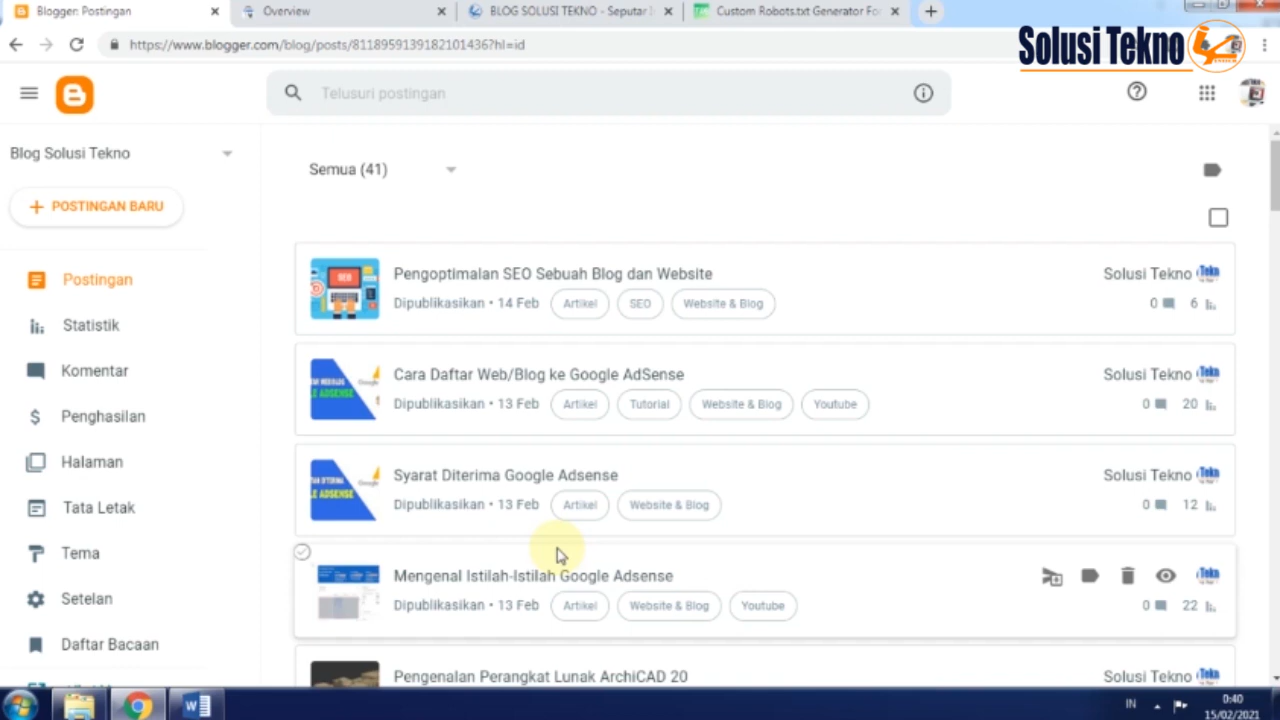 Blogger: Postingan
Overview
BLOG SOLUSI TEKNO - Seputar
Custom Robots.txt Generator For
https://www.blogger.com/blog/posts/8118959139182101436?hl=id
Solusi Tekno
Telusuri postingan
Blog Solusi Tekno
Semua (41)
POSTINGAN BARU
Postingan
Statistik
Komentar
Penghasilan
Halaman
Tata Letak
Tema
Setelan
Daftar Bacaan
Pengoptimalan SEO Sebuah Blog dan Website
Solusi Tekno
Dipublikasikan • 14 Feb Artikel SEO Website & Blog
0 6
Cara Daftar Web/Blog ke Google AdSense
Solusi Tekno
Dipublikasikan • 13 Feb Artikel Tutorial Website & Blog Youtube
0 20
Syarat Diterima Google Adsense
Solusi Tekno
Dipublikasikan • 13 Feb Artikel Website & Blog
0 12
Mengenal Istilah-Istilah Google Adsense
Dipublikasikan • 13 Feb Artikel Website & Blog Youtube
0 22
Pengenalan Perangkat Lunak ArchiCAD 20
Solusi Tekno
IN
0:40
15/02/2021